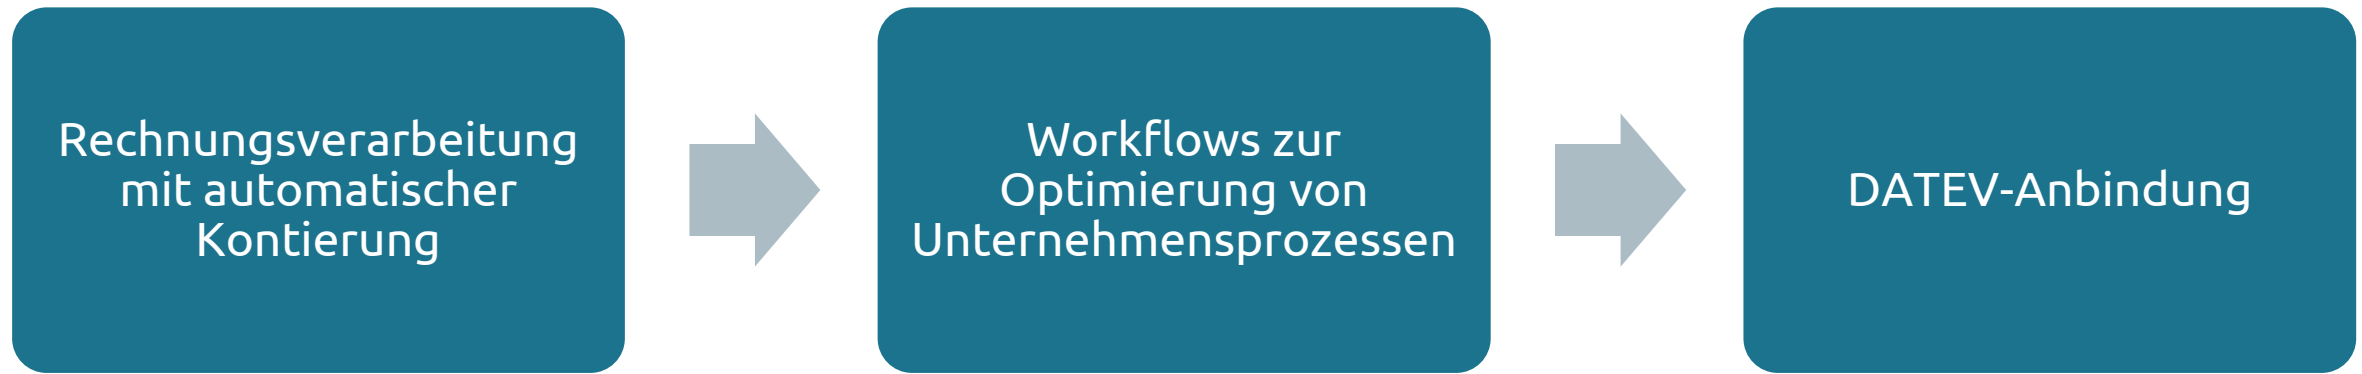 Rechnungsverarbeitung
mit automatischer
Kontierung
Workflows zur
Optimierung von
Unternehmensprozessen
DATEV-Anbindung